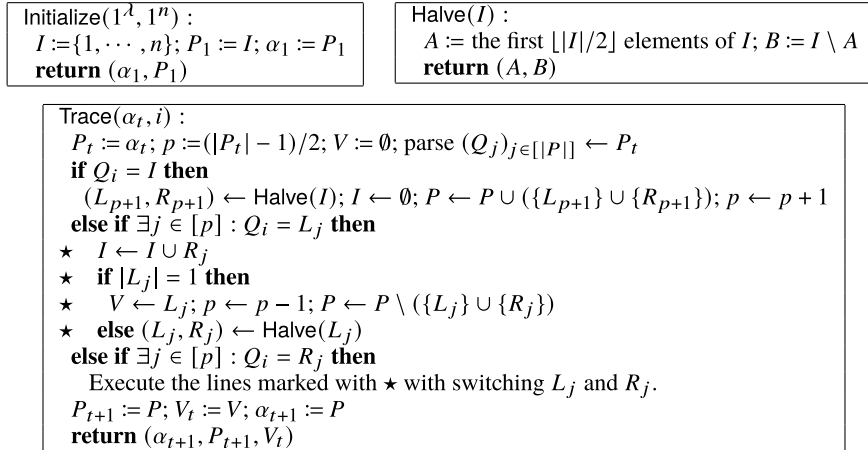 Initialize(1^λ, 1^n) :
I := {1, ⋯ , n}; P_1 := I; α_1 := P_1
return (α_1, P_1)
Halve(I) :
A := the first ⌊|I|/2⌋ elements of I; B := I \ A
return (A, B)
Trace(α_t, i) :
P_t := α_t; p := (|P_t| − 1)/2; V := ∅; parse (Q_j)_{j∈[|P|]} ← P_t
if Q_i = I then
(L_{p+1}, R_{p+1}) ← Halve(I); I ← ∅; P ← P ∪ ({L_{p+1}} ∪ {R_{p+1}}); p ← p + 1
else if ∃j ∈ [p] : Q_i = L_j then
★ I ← I ∪ R_j
★ if |L_j| = 1 then
★ V ← L_j; p ← p − 1; P ← P \ ({L_j} ∪ {R_j})
★ else (L_j, R_j) ← Halve(L_j)
else if ∃j ∈ [p] : Q_i = R_j then
Execute the lines marked with ★ with switching L_j and R_j.
P_{t+1} := P; V_t := V; α_{t+1} := P
return (α_{t+1}, P_{t+1}, V_t)